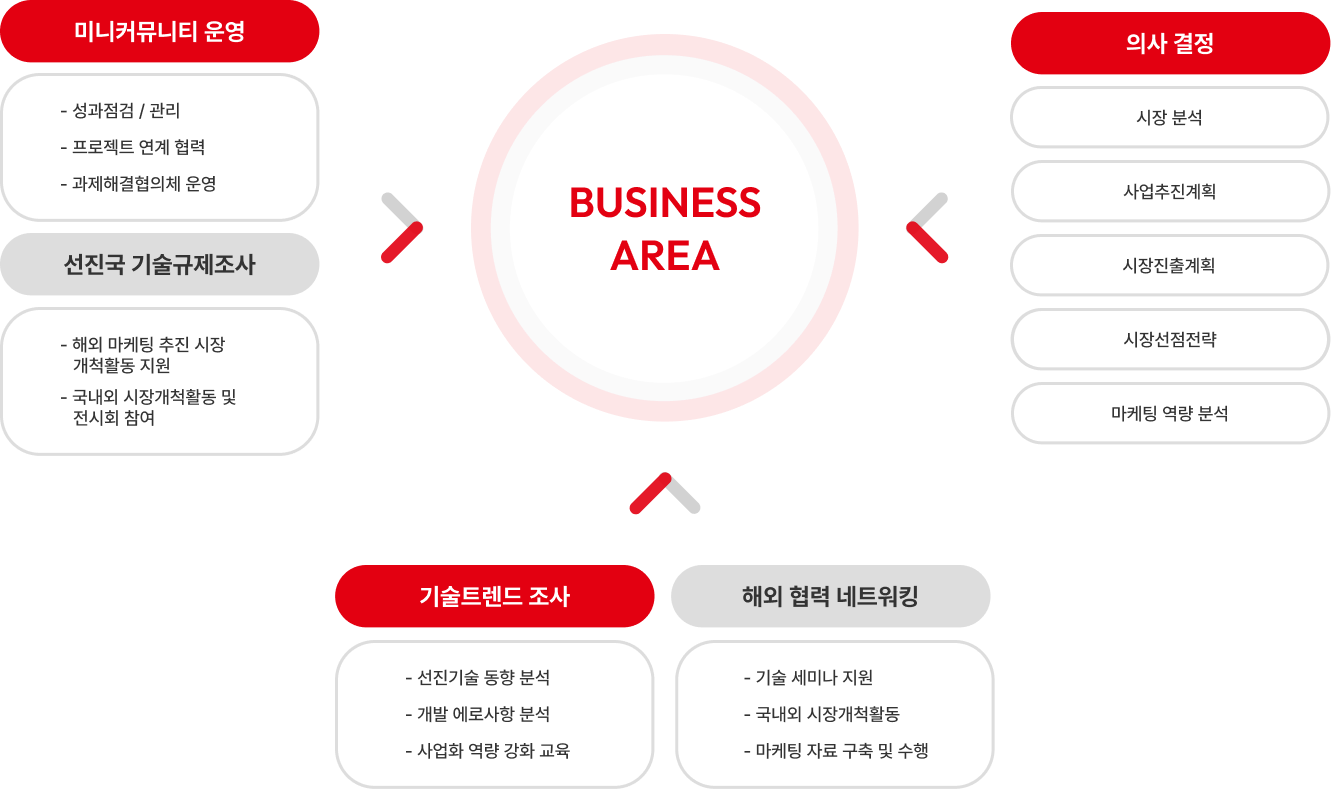 미니커뮤니티 운영
- 성과점검 / 관리
- 프로젝트 연계 협력
- 과제해결협의체 운영
선진국 기술규제조사
- 해외 마케팅 추진 시장
개척활동 지원
- 국내외 시장개척활동 및
전시회 참여
BUSINESS
AREA
의사 결정
시장 분석
사업추진계획
시장진출계획
시장선점전략
마케팅 역량 분석
기술트렌드 조사
- 선진기술 동향 분석
- 개발 에로사항 분석
- 사업화 역량 강화 교육
해외 협력 네트워킹
- 기술 세미나 지원
- 국내외 시장개척활동
- 마케팅 자료 구축 및 수행